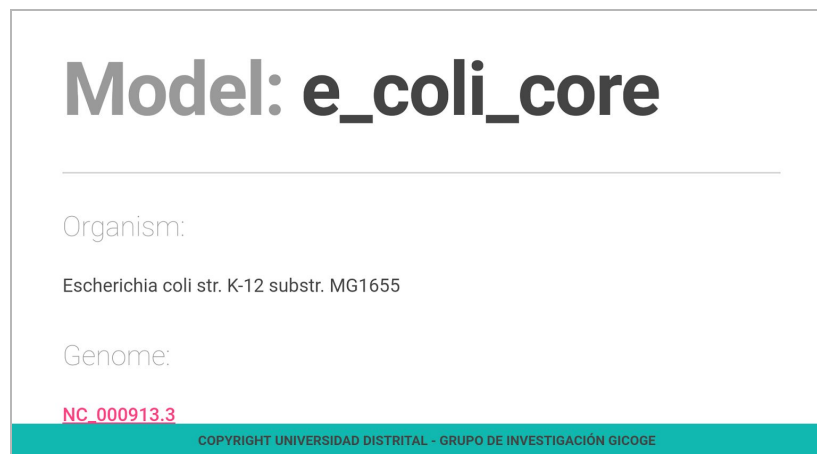 Model: e_coli_core
Organism:
Escherichia coli str. K-12 substr. MG1655
Genome:
NC_000913.3
COPYRIGHT UNIVERSIDAD DISTRITAL - GRUPO DE INVESTIGACIÓN GICOGE